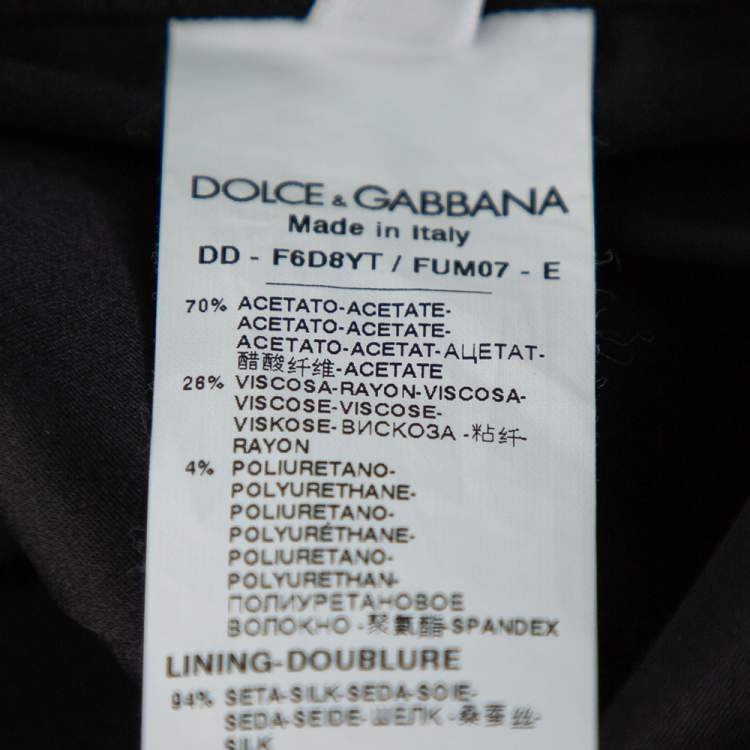 DOLCE & GABBANA
Made in Italy
DD - F6D8YT / FUM07 - E
70% ACETATO-ACETATE-
ACETATO-ACETATE-
ACETATO-ACETAT-АЦЕТАТ-
醋酸纤维-ACETATE
26% VISCOSA-RAYON-VISCOSA-
VISCOSE-VISCOSE-
VISKOSE-ВИСКОЗА -粘纤-
RAYON
4% POLIURETANO-
POLYURETHANE-
POLIURETANO-
POLYURÉTHANE-
POLIURETANO-
POLYURETHAN-
ПОЛИУРЕТАНОВОЕ
ВОЛОКНО -聚氨酯-SPANDEX
LINING-DOUBLURE
94% SETA-SILK-SEDA-SOIE-
SEDA-SEIDE-ШЕЛК -桑蚕丝-
SILK